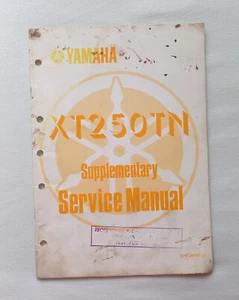 YAMAHA
XT250TN
Supplementary
Service Manual